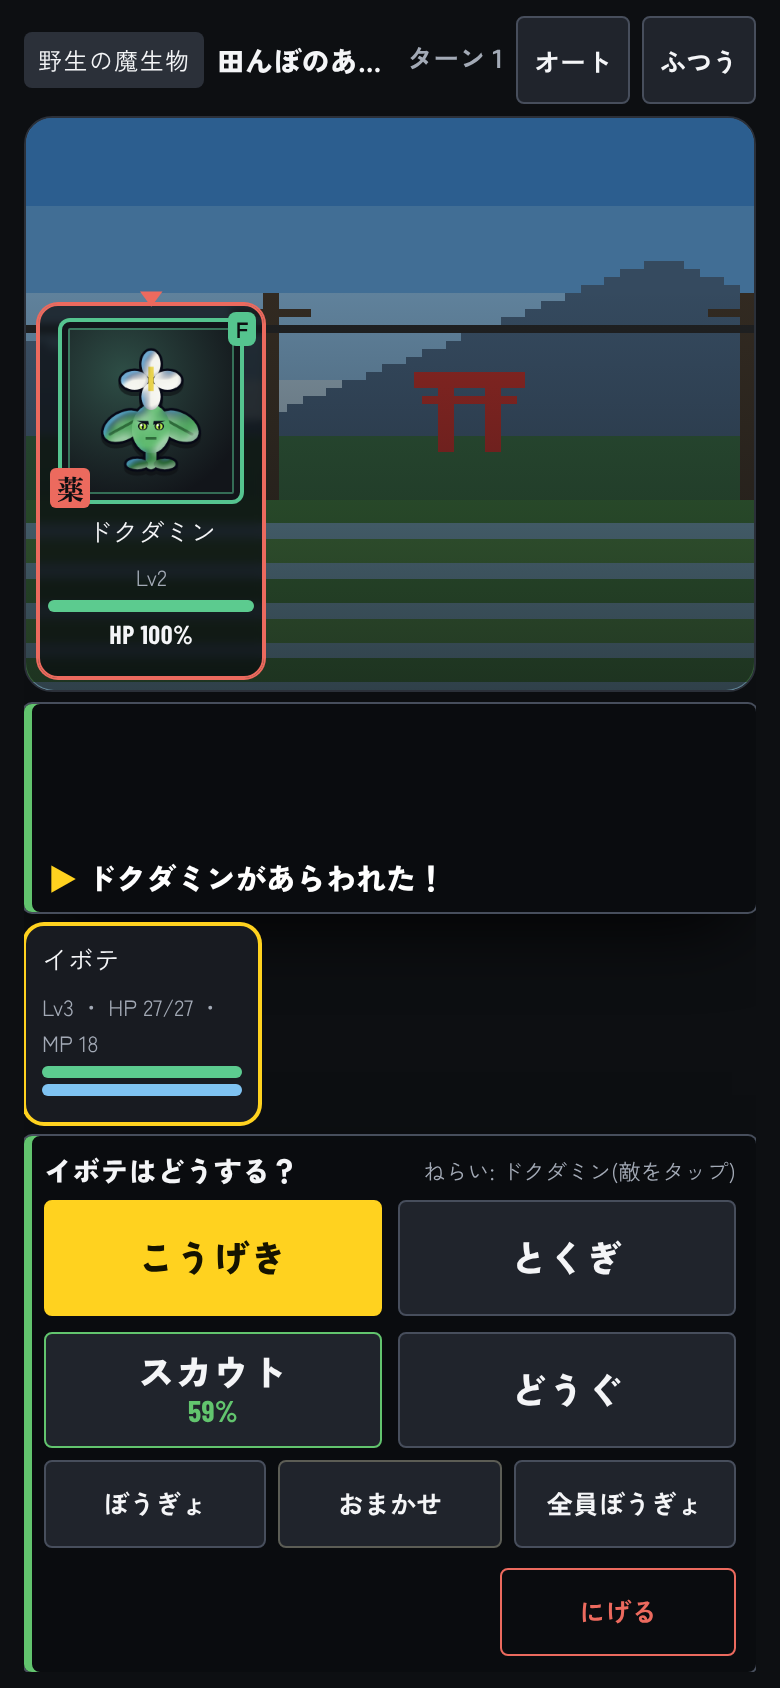 野生の魔生物 田んぼのあ… ターン 1 オート ふつう
F
薬
ドクダミン
Lv2
HP 100%
▶ ドクダミンがあらわれた！
イボテ
Lv3 ・ HP 27/27 ・
MP 18
イボテはどうする？ ねらい: ドクダミン(敵をタップ)
こうげき とくぎ
スカウト
59%
どうぐ
ぼうぎょ おまかせ 全員ぼうぎょ
にげる